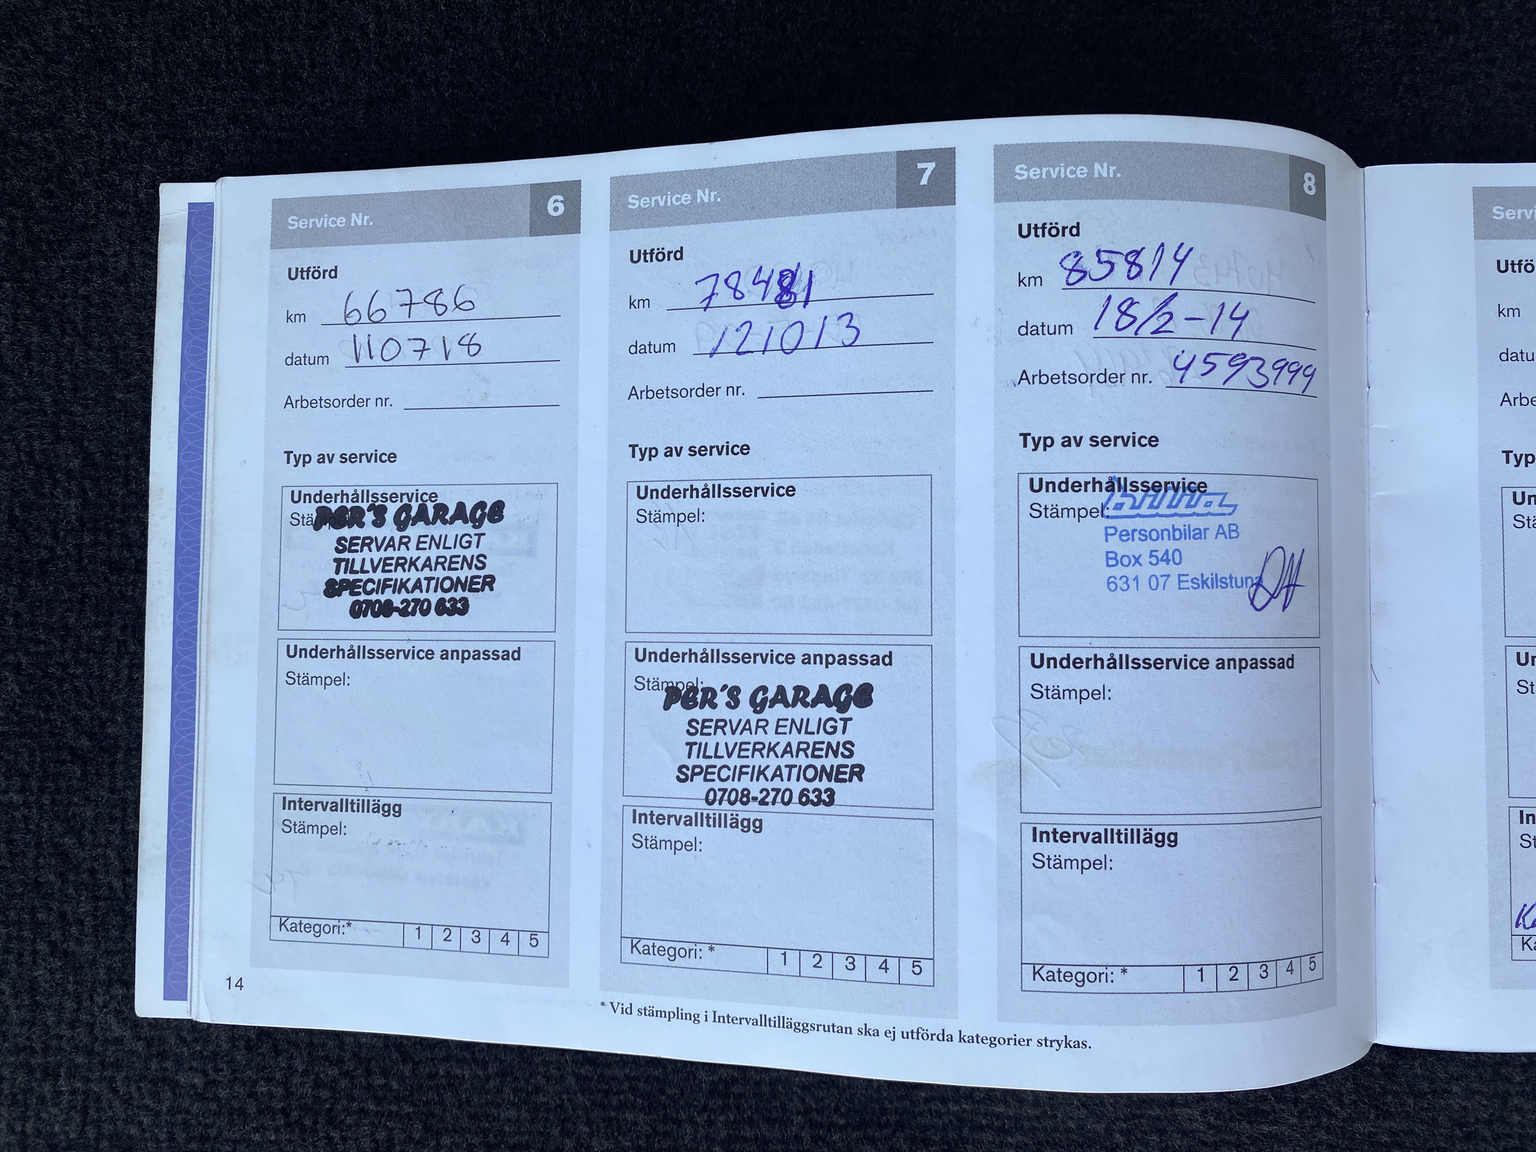 Service Nr. 6
Utförd
km 66786
datum 110718
Arbetsorder nr.
Typ av service
Underhållsservice
PER'S GARAGE
SERVAR ENLIGT
TILLVERKARENS
SPECIFIKATIONER
0708-270 633
Underhållsservice anpassad
Stämpel:
Intervalltillägg
Stämpel:
Kategori:* 1 2 3 4 5
14
Service Nr. 7
Utförd
km
datum 121013
Arbetsorder nr.
Typ av service
Underhållsservice
Stämpel:
Underhållsservice anpassad
Stämpel:
PER'S GARAGE
SERVAR ENLIGT
TILLVERKARENS
SPECIFIKATIONER
0708-270 633
Intervalltillägg
Stämpel:
Kategori: * 1 2 3 4 5
Service Nr. 8
Utförd
km 85814
datum 18/2-14
Arbetsorder nr. 4593999
Typ av service
Underhållsservice
Stämpel:
bilia
Personbilar AB
Box 540
631 07 Eskilstuna
Underhållsservice anpassad
Stämpel:
Intervalltillägg
Stämpel:
Kategori: * 1 2 3 4 5
* Vid stämpling i Intervalltilläggsrutan ska ej utförda kategorier strykas.
km